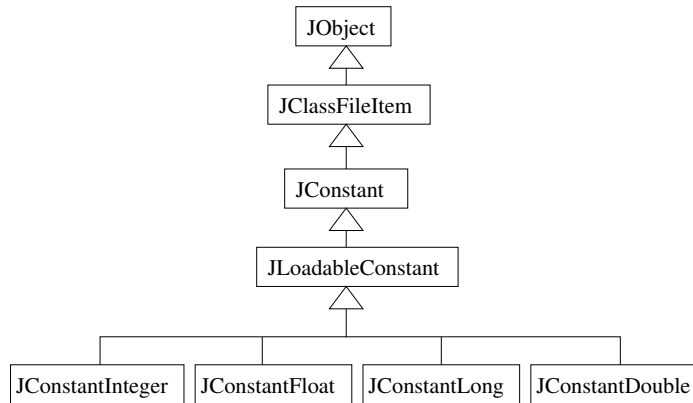 JObject
JClassFileItem
JConstant
JLoadableConstant
JConstantInteger JConstantFloat JConstantLong JConstantDouble